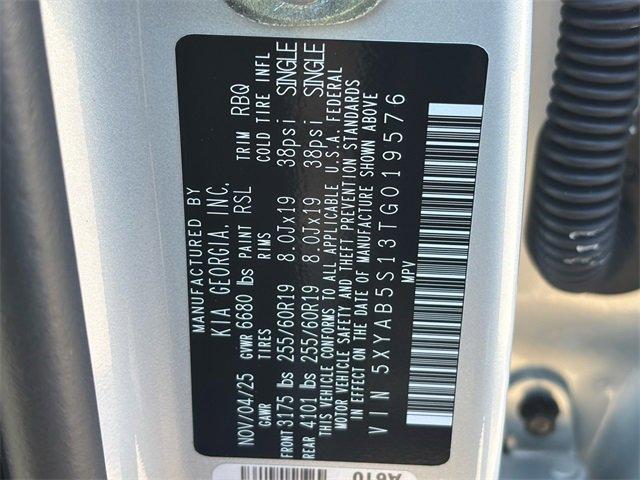 MANUFACTURED BY
KIA GEORGIA, INC.
NOV/04/25 GVWR 6680 lbs PAINT RSL TRIM RBQ
GAWR TIRES RIMS COLD TIRE INFL
FRONT 3175 lbs 255/60R19 8.0Jx19 38psi SINGLE
REAR 4101 lbs 255/60R19 8.0Jx19 38psi SINGLE
THIS VEHICLE CONFORMS TO ALL APPLICABLE U.S.A. FEDERAL
MOTOR VEHICLE SAFETY AND THEFT PREVENTION STANDARDS
IN EFFECT ON THE DATE OF MANUFACTURE SHOWN ABOVE
VIN 5XYAB5S13TG019576
MPV
A610